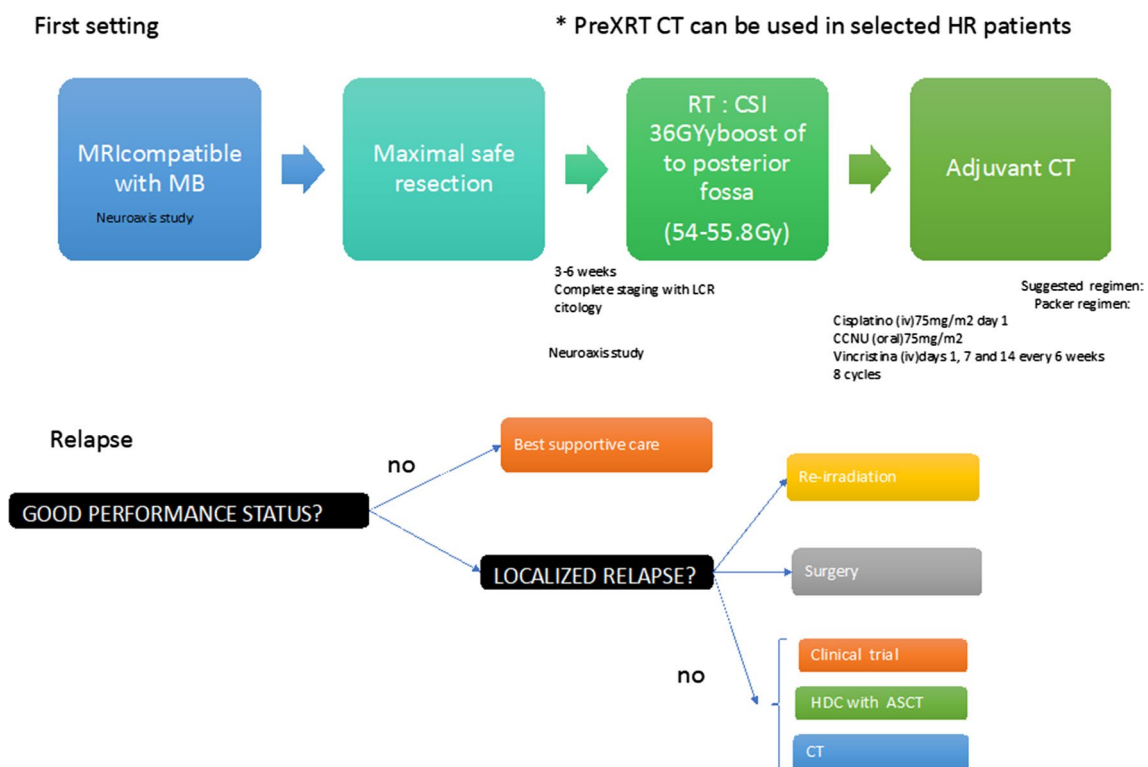 First setting
* PreXRT CT can be used in selected HR patients
MRIcompatible
with MB
Neuroaxis study
Maximal safe
resection
RT : CSI
36GYyboost of
to posterior
fossa
(54-55.8Gy)
Adjuvant CT
3-6 weeks
Complete staging with LCR
citology
Neuroaxis study
Suggested regimen:
Packer regimen:
Cisplatino (iv)75mg/m2 day 1
CCNU (oral)75mg/m2
Vincristina (iv)days 1, 7 and 14 every 6 weeks
8 cycles
Relapse
no
Best supportive care
GOOD PERFORMANCE STATUS?
LOCALIZED RELAPSE?
Re-irradiation
Surgery
no
Clinical trial
HDC with ASCT
CT